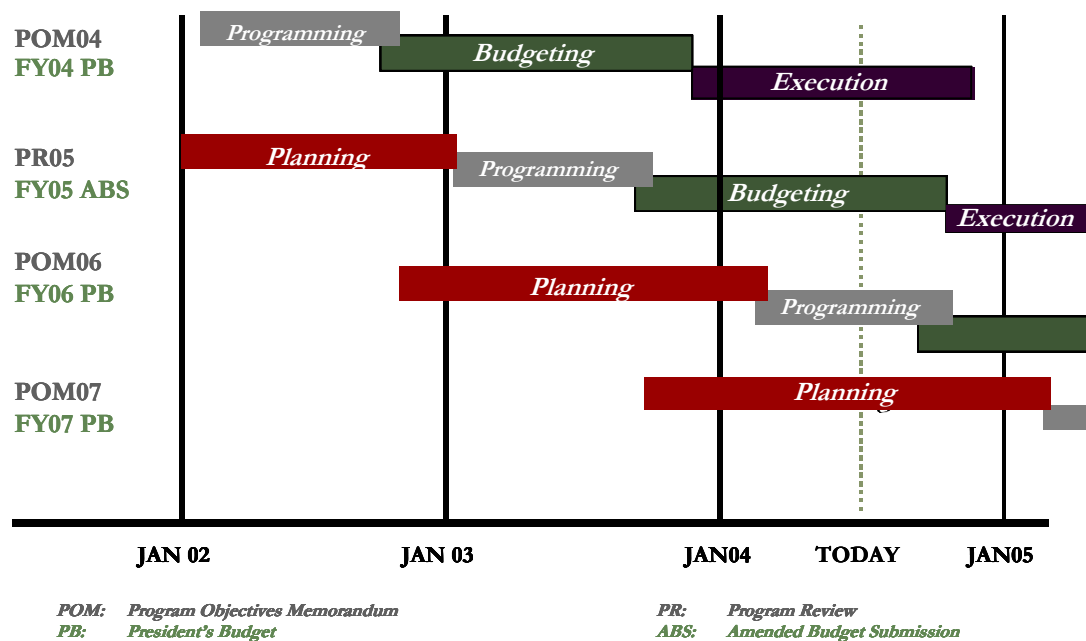 POM04
FY04 PB
Programming
Budgeting
Execution
PR05
FY05 ABS
Planning
Programming
Budgeting
Execution
POM06
FY06 PB
Planning
Programming
POM07
FY07 PB
Planning
JAN 02
JAN 03
JAN04
TODAY
JAN05
POM: Program Objectives Memorandum
PB: President's Budget
PR: Program Review
ABS: Amended Budget Submission